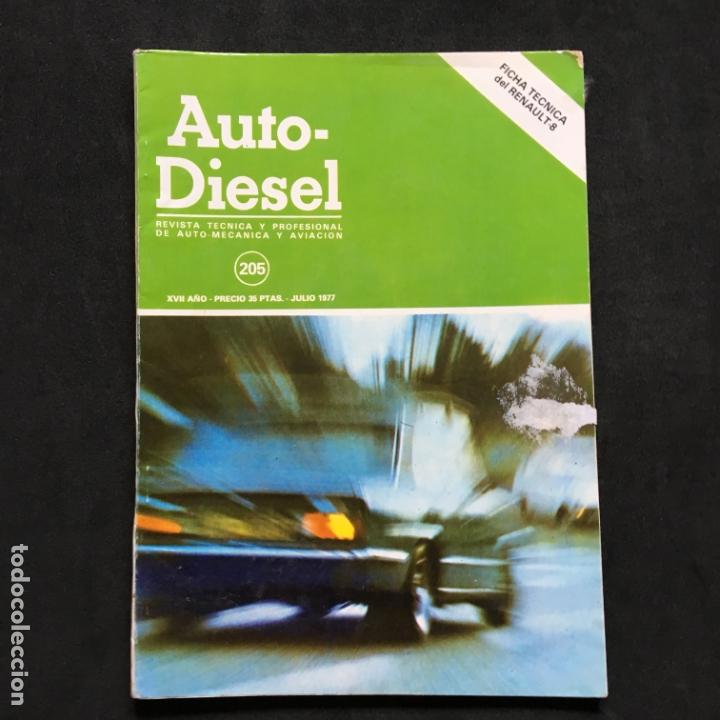 FICHA TECNICA
del RENAULT-8
Auto-
Diesel
REVISTA TECNICA Y PROFESIONAL
DE AUTO-MECANICA Y AVIACION
205
XVII AÑO - PRECIO 35 PTAS. - JULIO 1977
todocoleccion